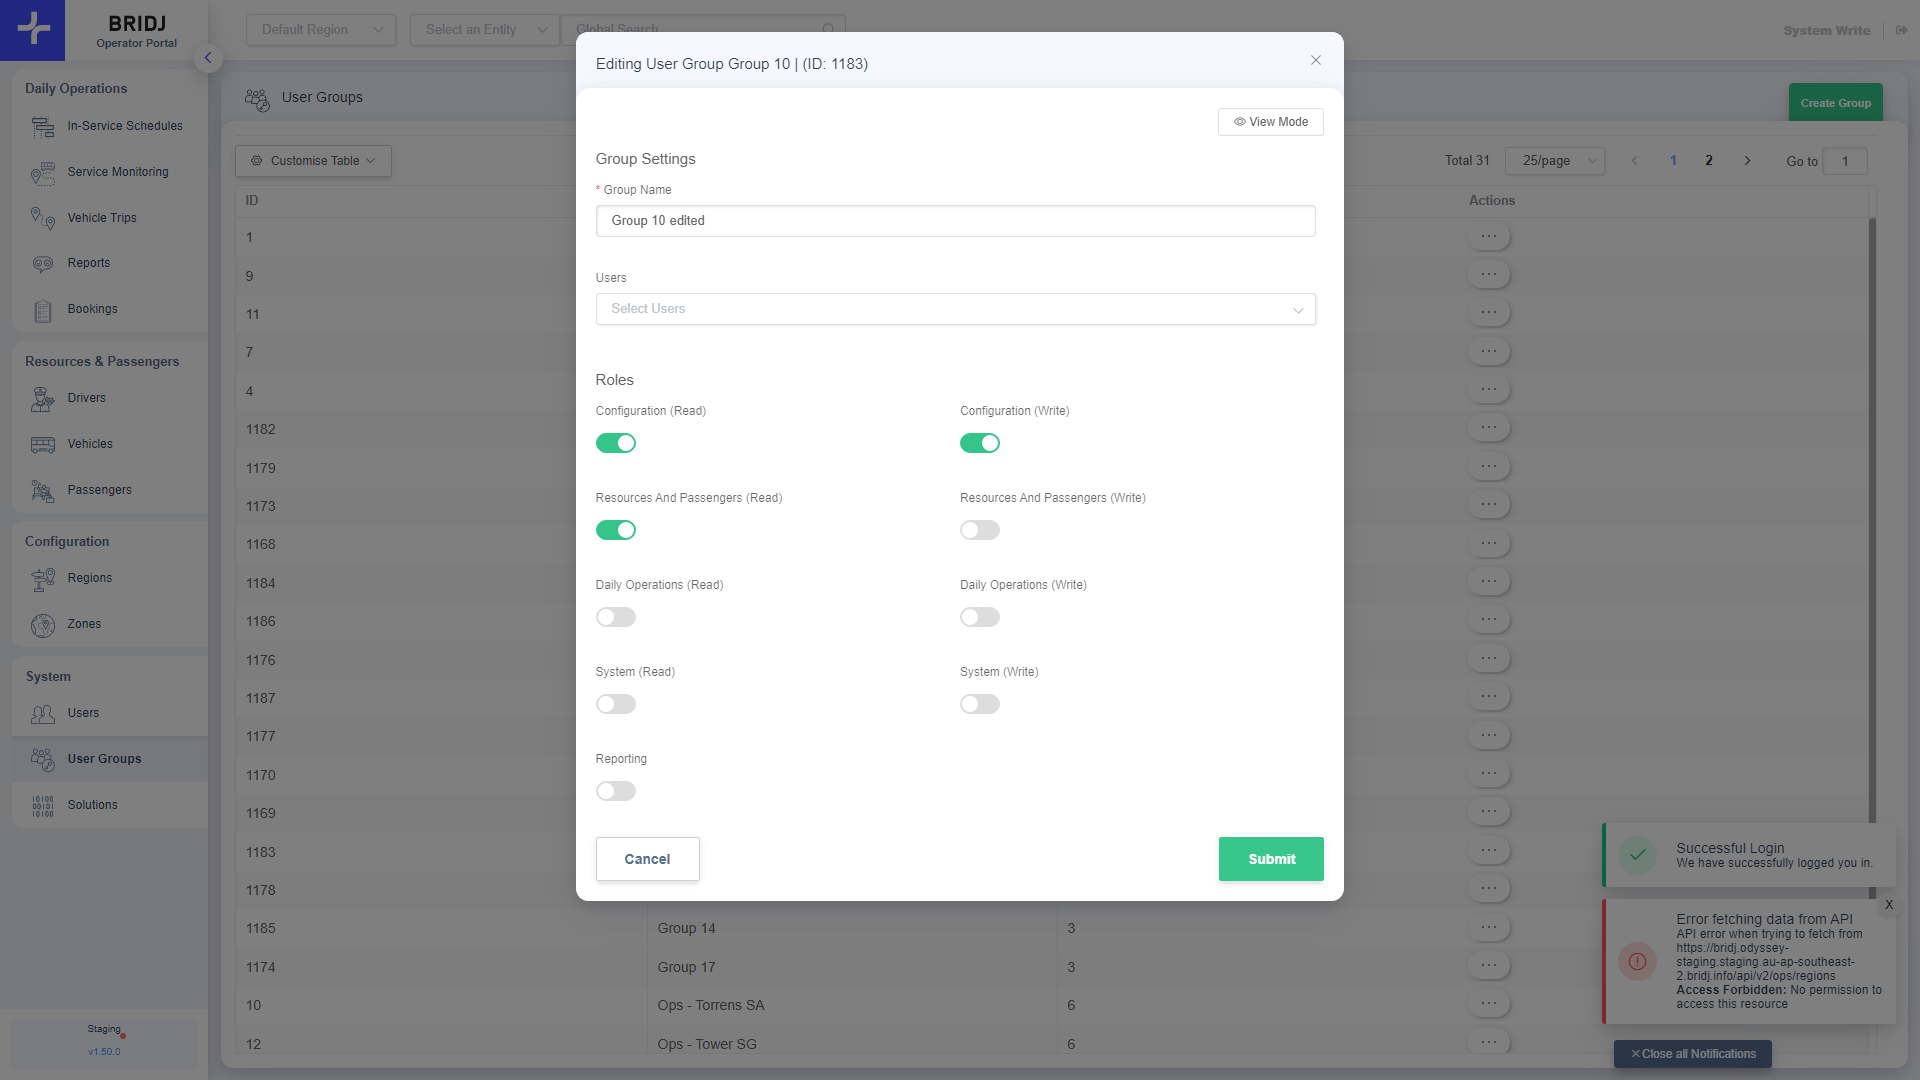 BRIDJ
Operator Portal
Default Region
Select an Entity
Global Search
System Write
Daily Operations
In-Service Schedules
Service Monitoring
Vehicle Trips
Reports
Bookings
Resources & Passengers
Drivers
Vehicles
Passengers
Configuration
Regions
Zones
System
Users
User Groups
Solutions
Staging
v1.50.0
User Groups
Create Group
Customise Table
Total 31
25/page
1
2
Go to
1
ID
Actions
1
9
11
7
4
1182
1179
1173
1168
1184
1186
1176
1187
1177
1170
1169
1183
1178
1185 Group 14 3
1174 Group 17 3
10 Ops - Torrens SA 6
12 Ops - Tower SG 6
Editing User Group Group 10 | (ID: 1183)
View Mode
Group Settings
* Group Name
Group 10 edited
Users
Select Users
Roles
Configuration (Read)
Configuration (Write)
Resources And Passengers (Read)
Resources And Passengers (Write)
Daily Operations (Read)
Daily Operations (Write)
System (Read)
System (Write)
Reporting
Cancel
Submit
Successful Login
We have successfully logged you in.
X
Error fetching data from API
API error when trying to fetch from
https://bridj.odyssey-
staging.staging.au-ap-southeast-
2.bridj.info/api/v2/ops/regions
Access Forbidden: No permission to
access this resource
Close all Notifications